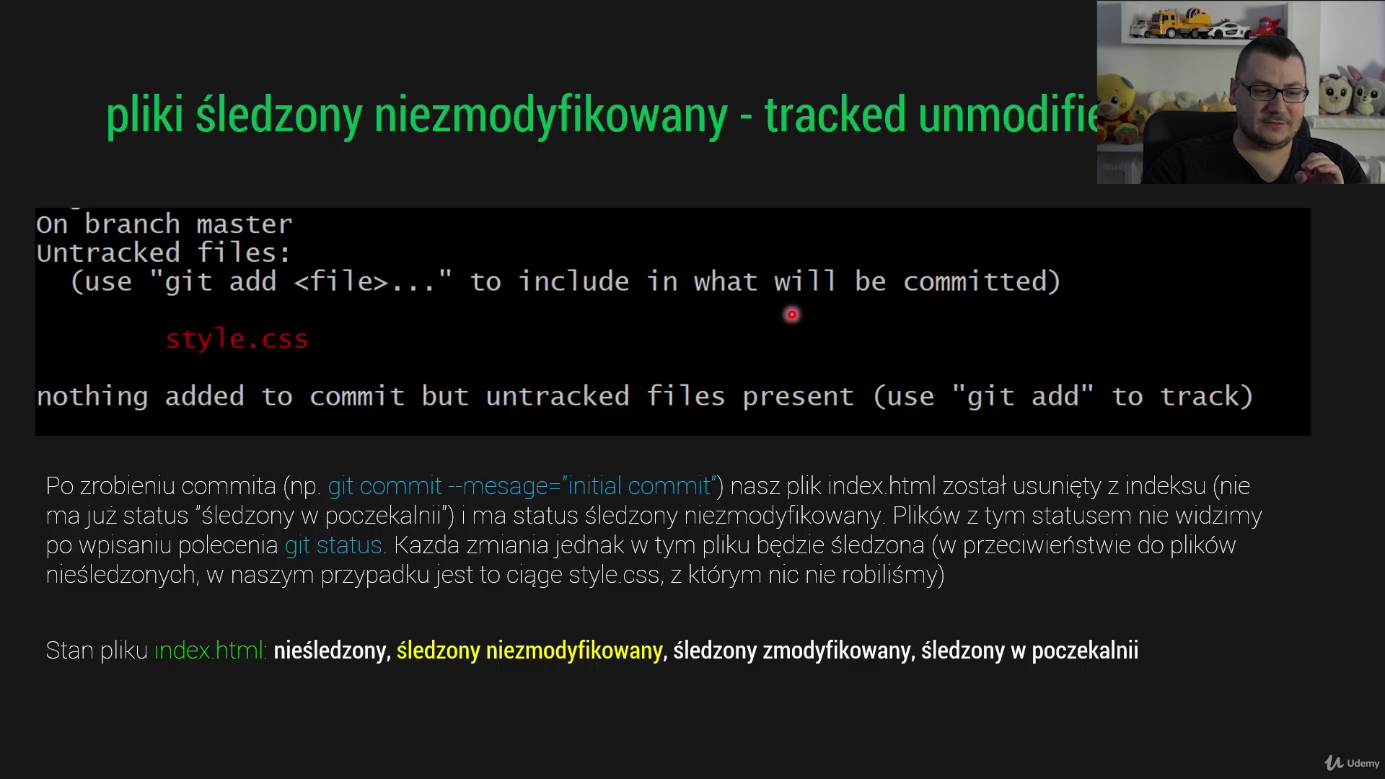 pliki śledzony niezmodyfikowany - tracked unmodifie
On branch master
Untracked files:
(use "git add <file>..." to include in what will be committed)
style.css
nothing added to commit but untracked files present (use "git add" to track)
Po zrobieniu commita (np. git commit --mesage="initial commit") nasz plik index.html został usunięty z indeksu (nie
ma już status "śledzony w poczekalnii") i ma status śledzony niezmodyfikowany. Plików z tym statusem nie widzimy
po wpisaniu polecenia git status. Kazda zmiania jednak w tym pliku będzie śledzona (w przeciwieństwie do plików
nieśledzonych, w naszym przypadku jest to ciąge style.css, z którym nic nie robiliśmy)
Stan pliku index.html: nieśledzony, śledzony niezmodyfikowany, śledzony zmodyfikowany, śledzony w poczekalnii
Udemy